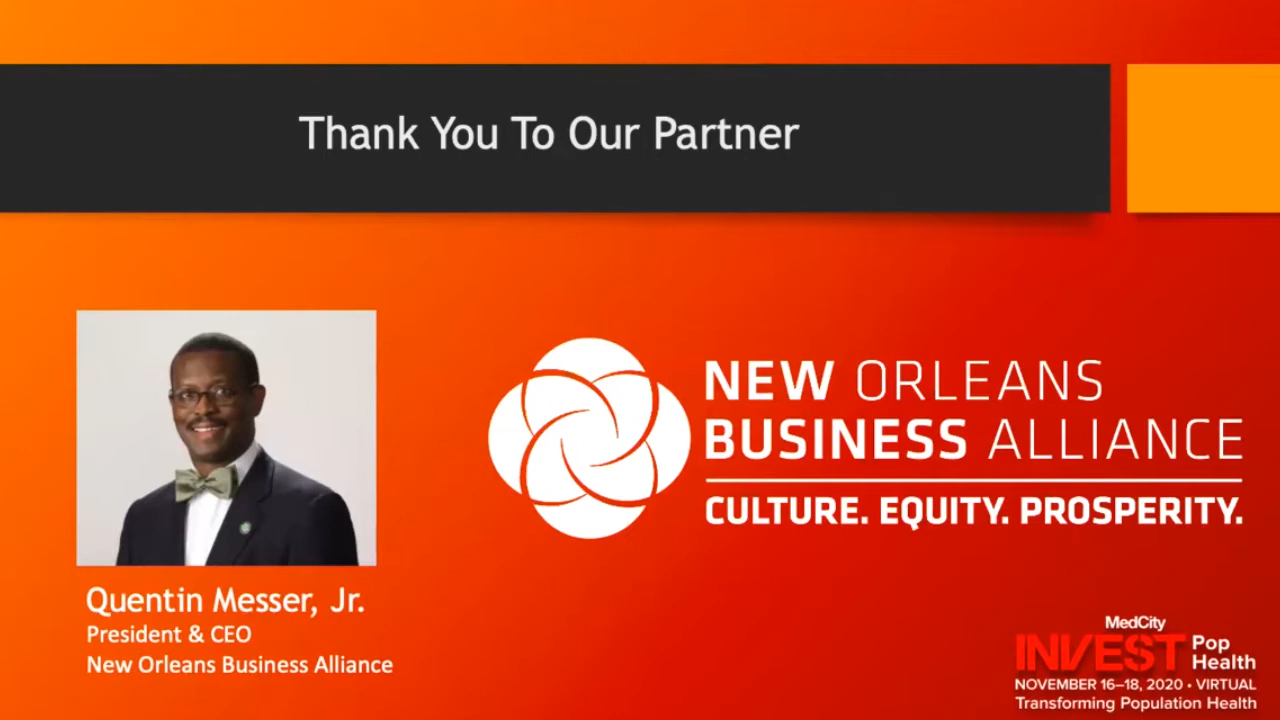 Thank You To Our Partner
NEW ORLEANS
BUSINESS ALLIANCE
CULTURE. EQUITY. PROSPERITY.
Quentin Messer, Jr.
President & CEO
New Orleans Business Alliance
MedCity
INVEST Pop
Health
NOVEMBER 16–18, 2020 • VIRTUAL
Transforming Population Health